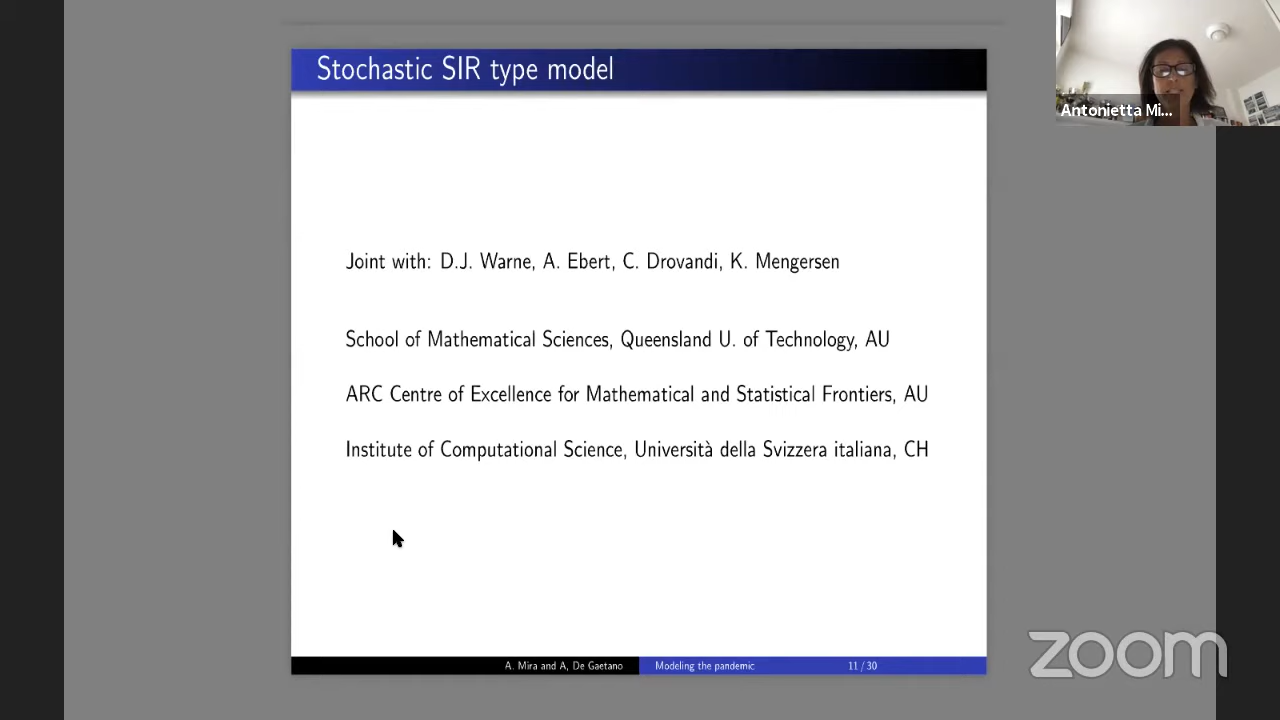 Stochastic SIR type model
Antonietta Mi...
Joint with: D.J. Warne, A. Ebert, C. Drovandi, K. Mengersen
School of Mathematical Sciences, Queensland U. of Technology, AU
ARC Centre of Excellence for Mathematical and Statistical Frontiers, AU
Institute of Computational Science, Università della Svizzera italiana, CH
A. Mira and A, De Gaetano Modeling the pandemic 11 / 30
zoom